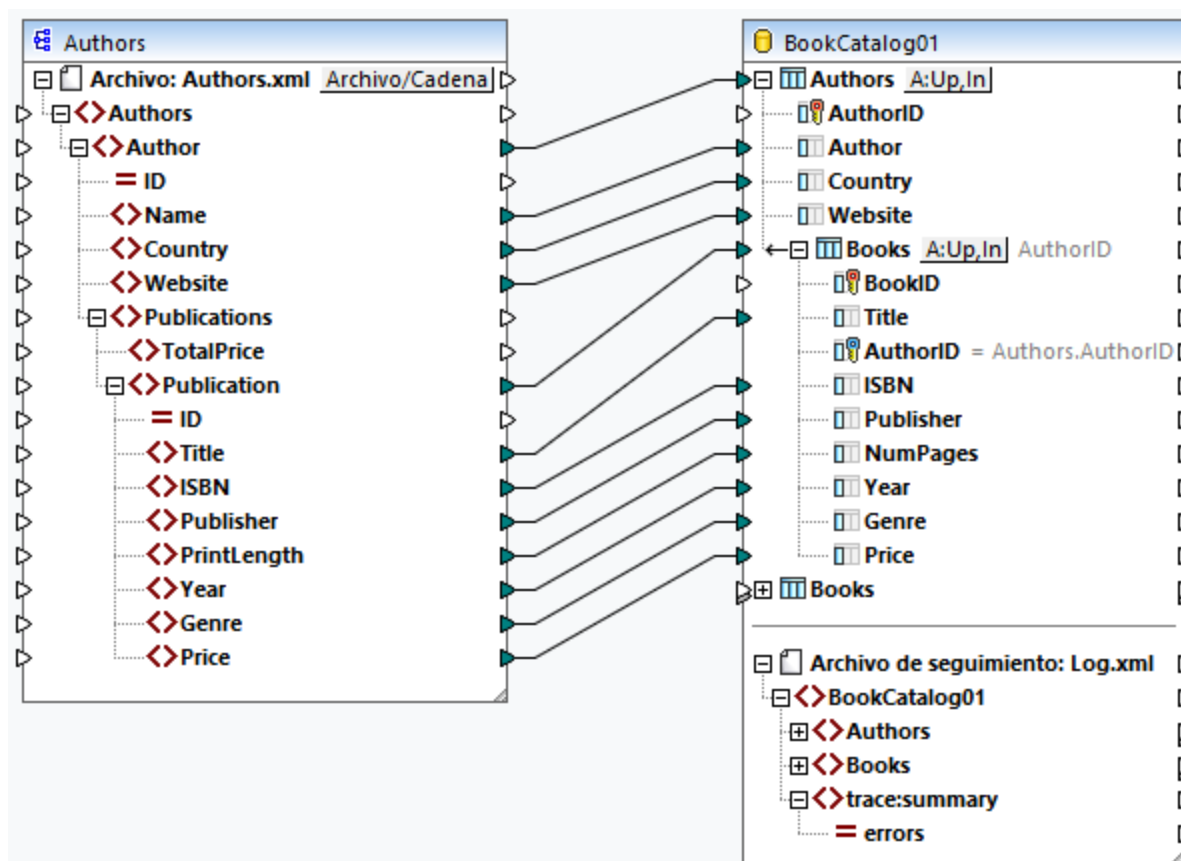 Authors
Archivo: Authors.xml Archivo/Cadena
Authors
Author
ID
Name
Country
Website
Publications
TotalPrice
Publication
ID
Title
ISBN
Publisher
PrintLength
Year
Genre
Price
BookCatalog01
Authors A:Up,In
AuthorID
Author
Country
Website
Books A:Up,In AuthorID
BookID
Title
AuthorID = Authors.AuthorID
ISBN
Publisher
NumPages
Year
Genre
Price
Books
Archivo de seguimiento: Log.xml
BookCatalog01
Authors
Books
trace:summary
errors